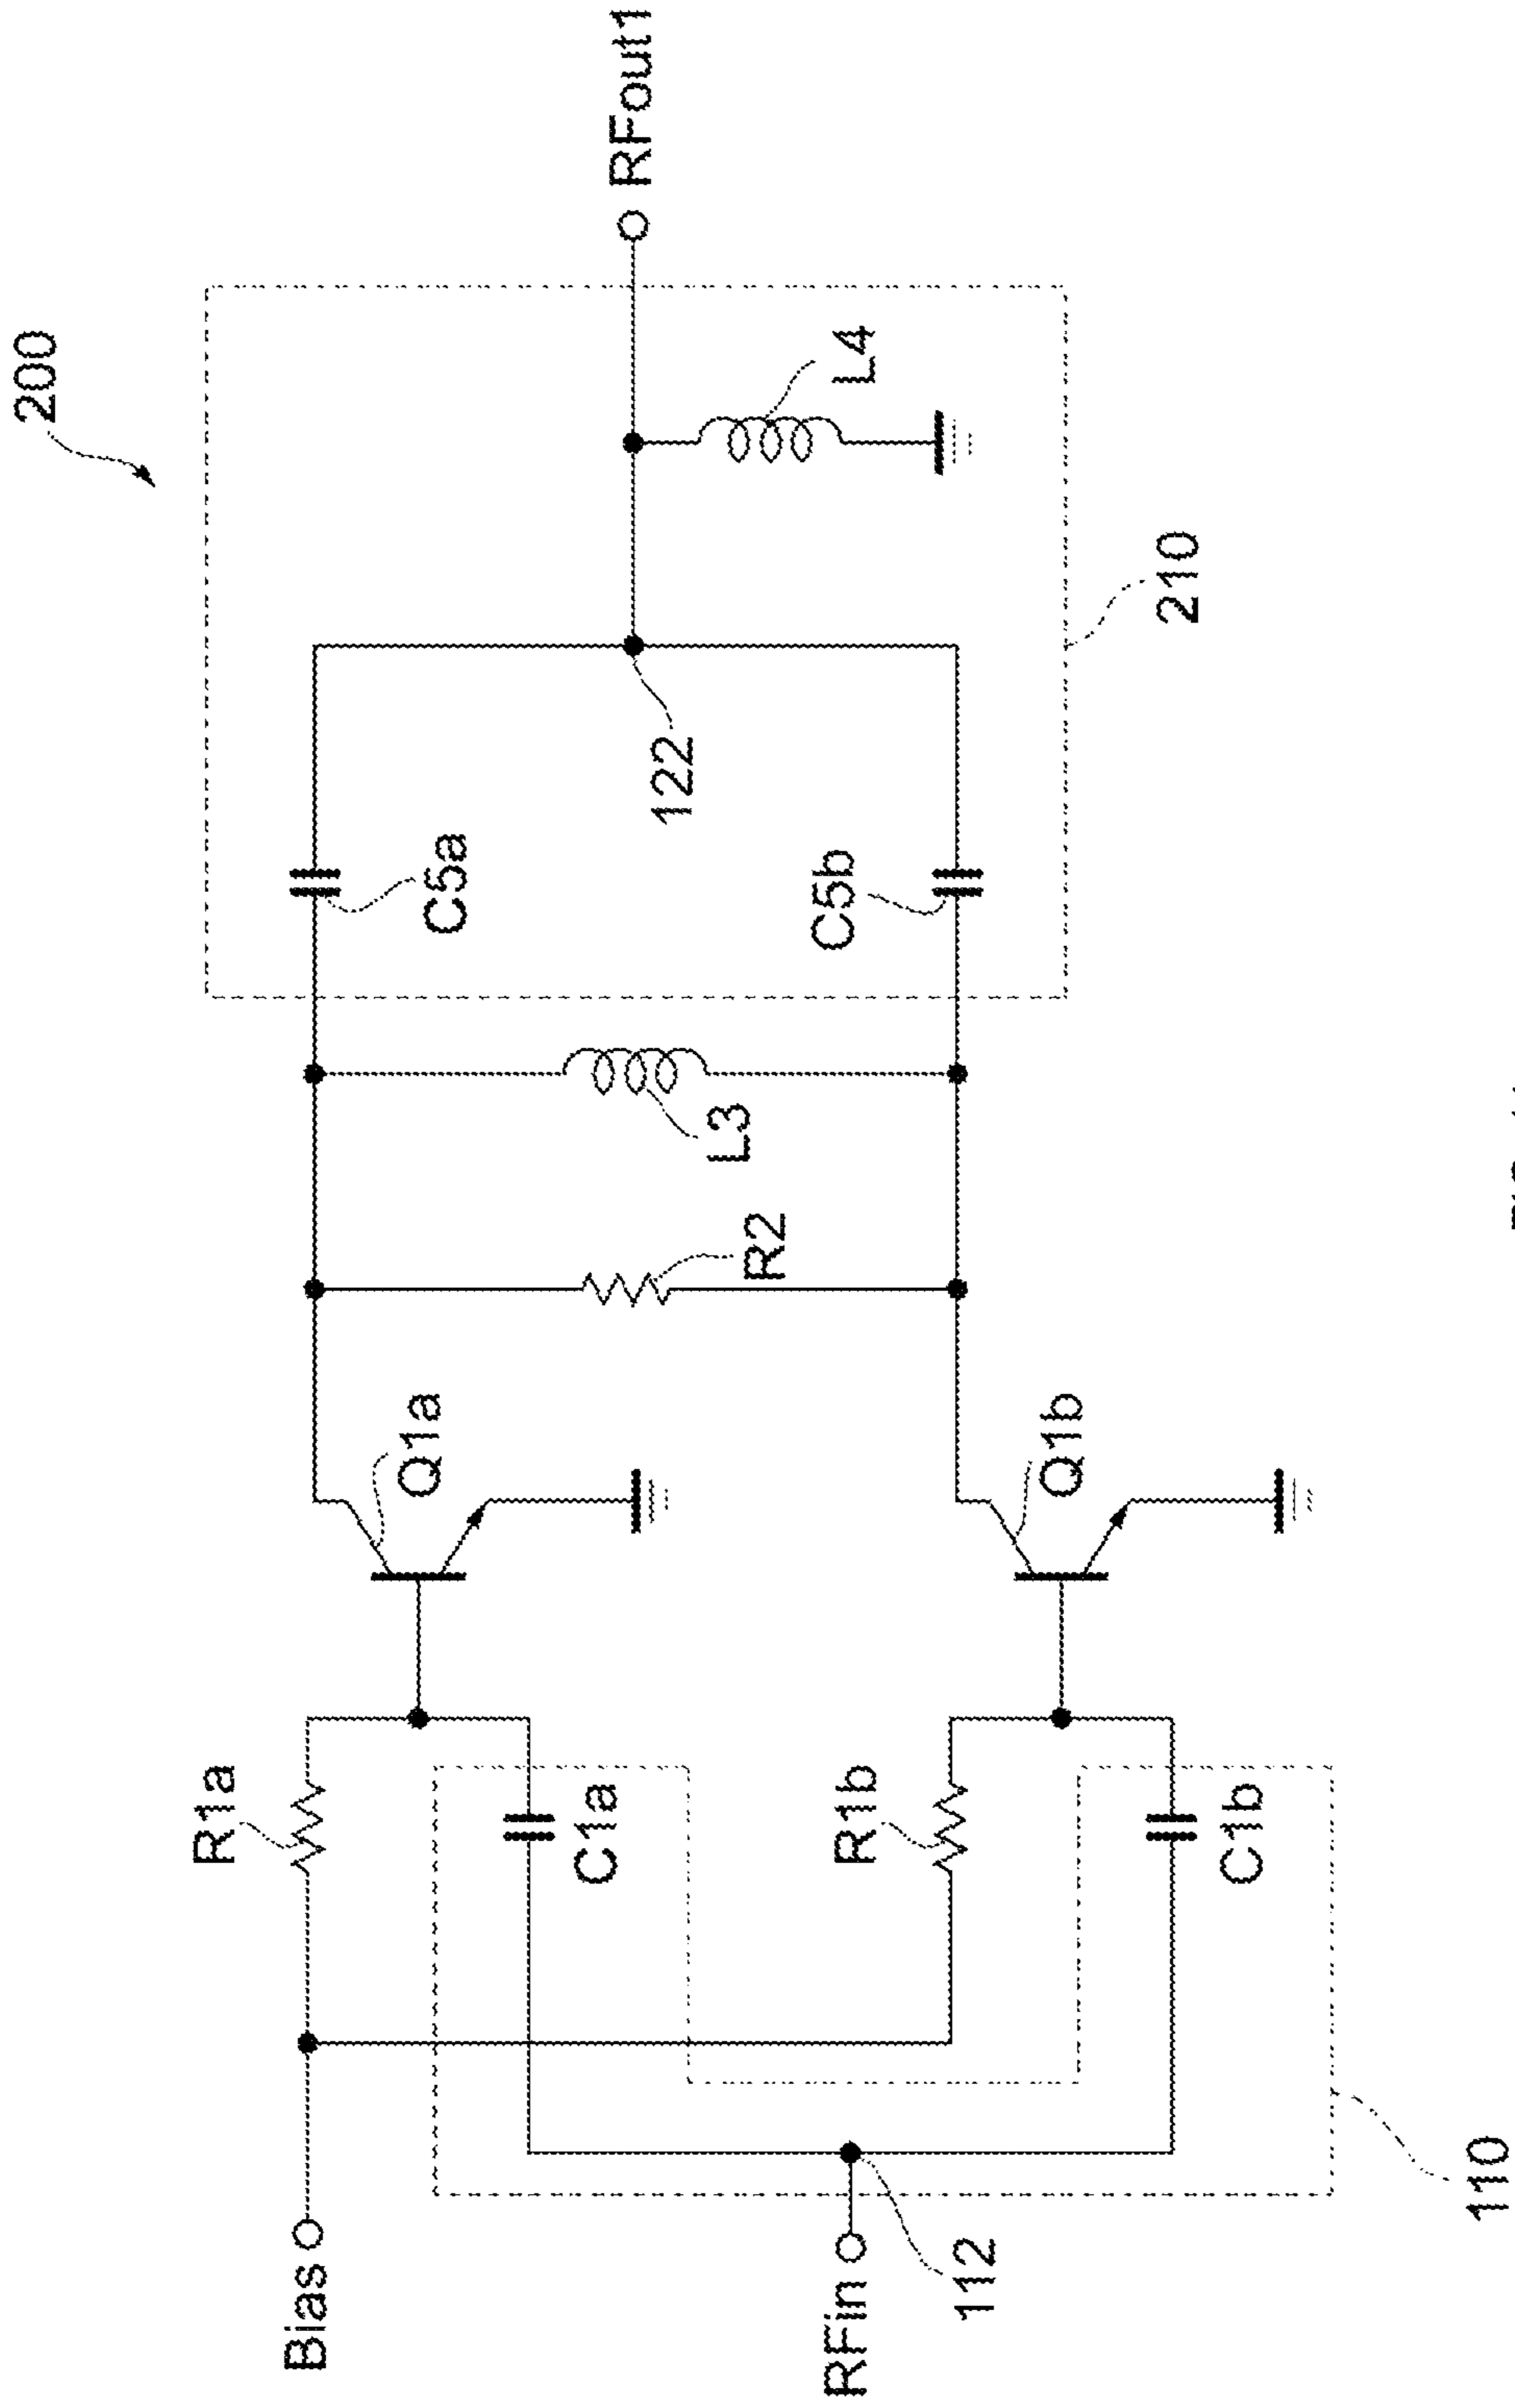 200
Bias
R1a
Q1a
C1a
R2
L3
C5a
122
RFout1
L4
RFin
112
R1b
Q1b
C5b
C1b
210
110